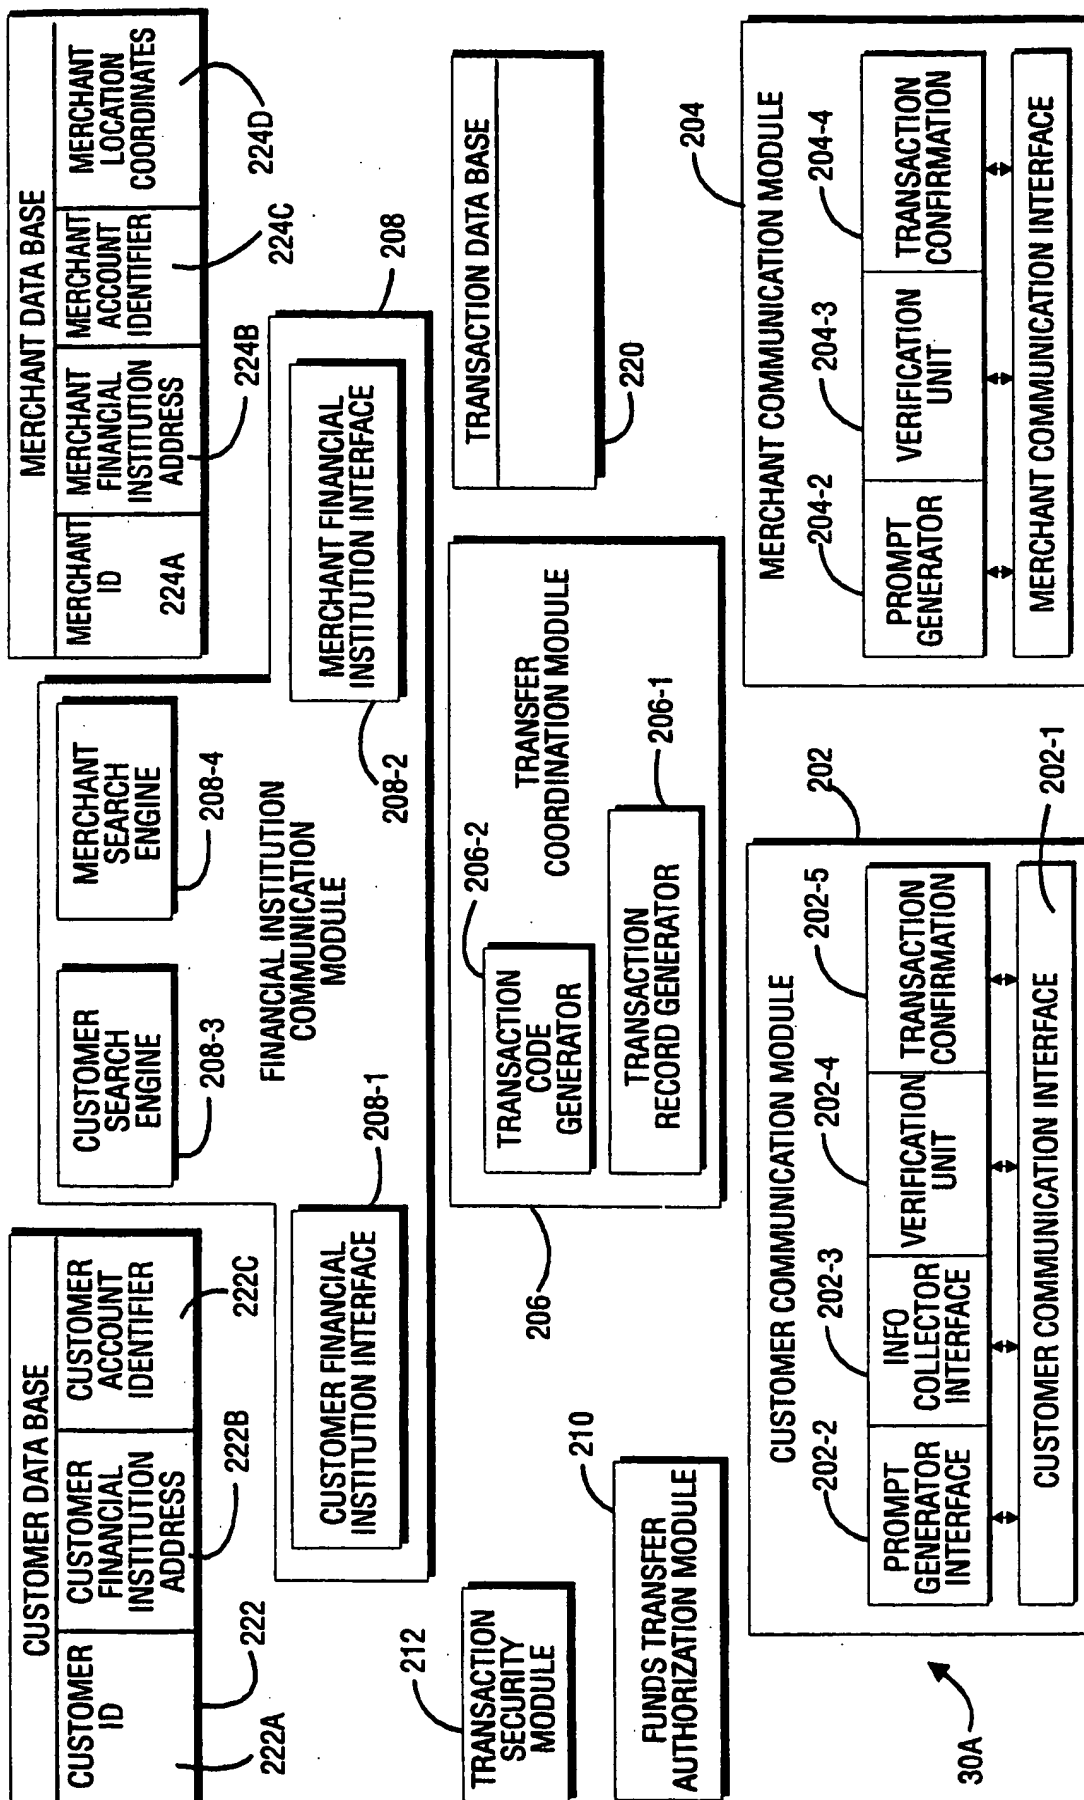 CUSTOMER DATA BASE
CUSTOMER
ID
222A
CUSTOMER
FINANCIAL
INSTITUTION
ADDRESS
CUSTOMER
ACCOUNT
IDENTIFIER
222
222B
222C
CUSTOMER
SEARCH
ENGINE
208-3
MERCHANT
SEARCH
ENGINE
208-4
FINANCIAL INSTITUTION
COMMUNICATION
MODULE
CUSTOMER FINANCIAL
INSTITUTION INTERFACE
208-1
MERCHANT FINANCIAL
INSTITUTION INTERFACE
208-2
208
MERCHANT DATA BASE
MERCHANT
ID
224A
MERCHANT
FINANCIAL
INSTITUTION
ADDRESS
MERCHANT
ACCOUNT
IDENTIFIER
MERCHANT
LOCATION
COORDINATES
224B
224C
224D
TRANSACTION
SECURITY
MODULE
212
FUNDS TRANSFER
AUTHORIZATION MODULE
210
TRANSACTION
CODE
GENERATOR
206-2
TRANSFER
COORDINATION MODULE
TRANSACTION
RECORD GENERATOR
206-1
206
TRANSACTION DATA BASE
220
CUSTOMER COMMUNICATION MODULE
202
202-2
202-3
202-4
202-5
PROMPT
GENERATOR
INTERFACE
INFO
COLLECTOR
INTERFACE
VERIFICATION
UNIT
TRANSACTION
CONFIRMATION
CUSTOMER COMMUNICATION INTERFACE
202-1
MERCHANT COMMUNICATION MODULE
204
204-2
204-3
204-4
PROMPT
GENERATOR
VERIFICATION
UNIT
TRANSACTION
CONFIRMATION
MERCHANT COMMUNICATION INTERFACE
30A